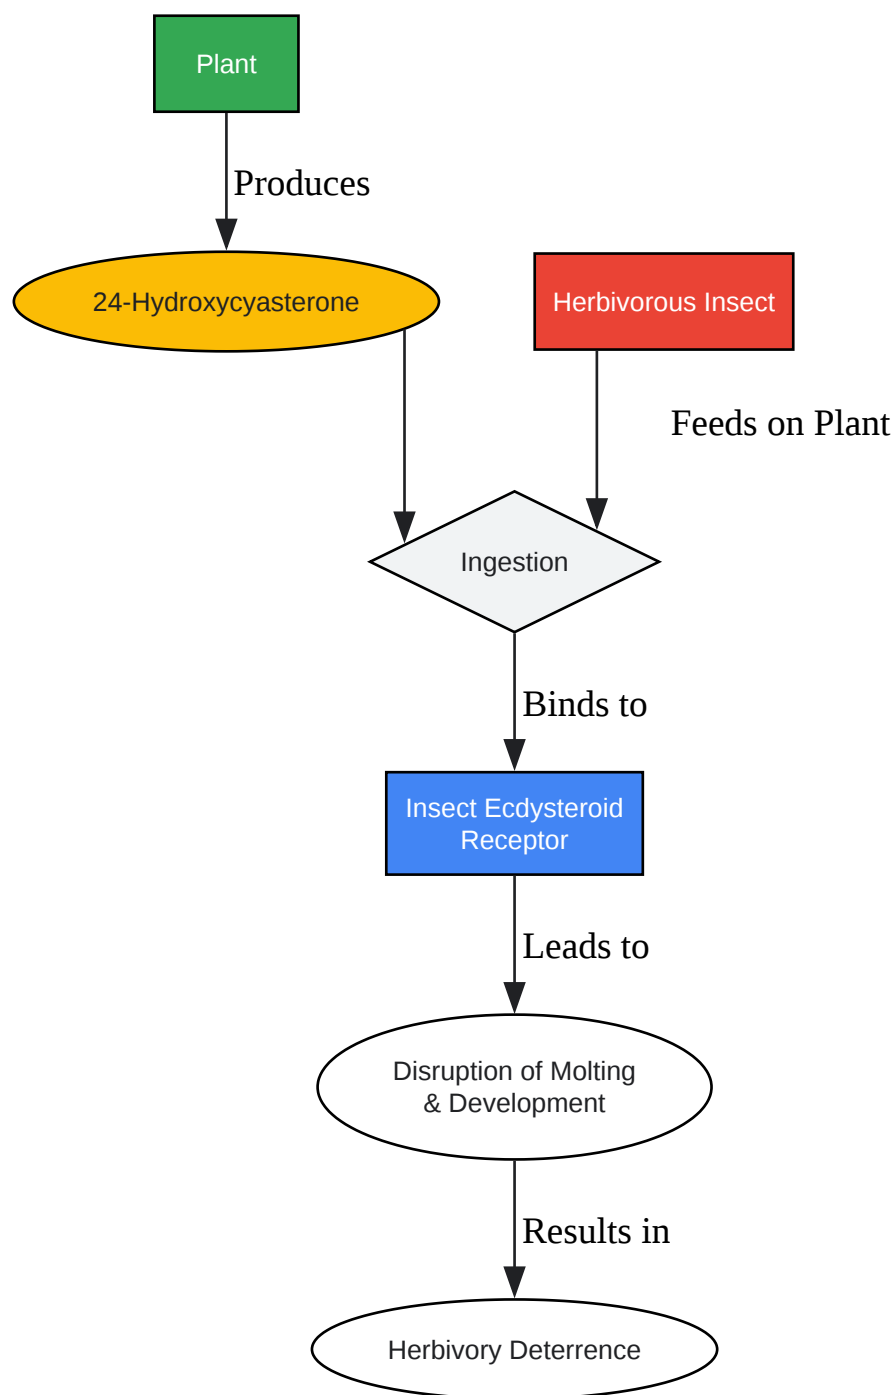 Plant
Produces
24-Hydroxycyasterone
Herbivorous Insect
Feeds on Plant
Ingestion
Binds to
Insect Ecdysteroid
Receptor
Leads to
Disruption of Molting
& Development
Results in
Herbivory Deterrence